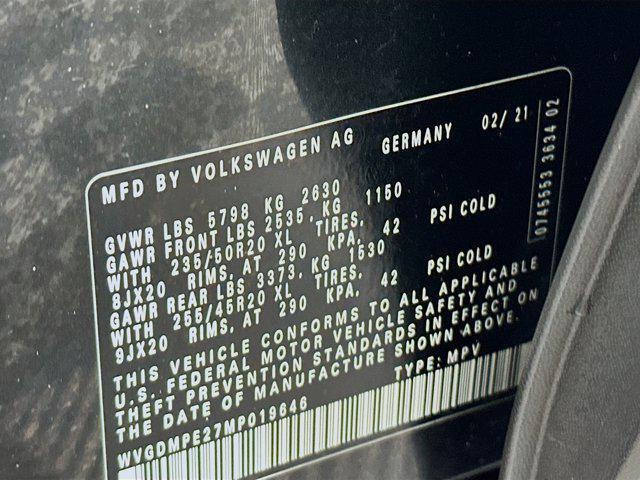 MFD BY VOLKSWAGEN AG GERMANY 02/21
GVWR LBS 5798 KG 2630
GAWR FRONT LBS 2535, KG 1150
WITH 235/50R20 XL TIRES,
8JX20 RIMS, AT 290 KPA, 42 PSI COLD
GAWR REAR LBS 3373, KG 1530
WITH 255/45R20 XL TIRES,
9JX20 RIMS, AT 290 KPA, 42 PSI COLD
THIS VEHICLE CONFORMS TO ALL APPLICABLE
U.S. FEDERAL MOTOR VEHICLE SAFETY AND
THEFT PREVENTION STANDARDS IN EFFECT ON
THE DATE OF MANUFACTURE SHOWN ABOVE.
WVGDMPE27MP019646 TYPE: MPV
0145553 3634 02